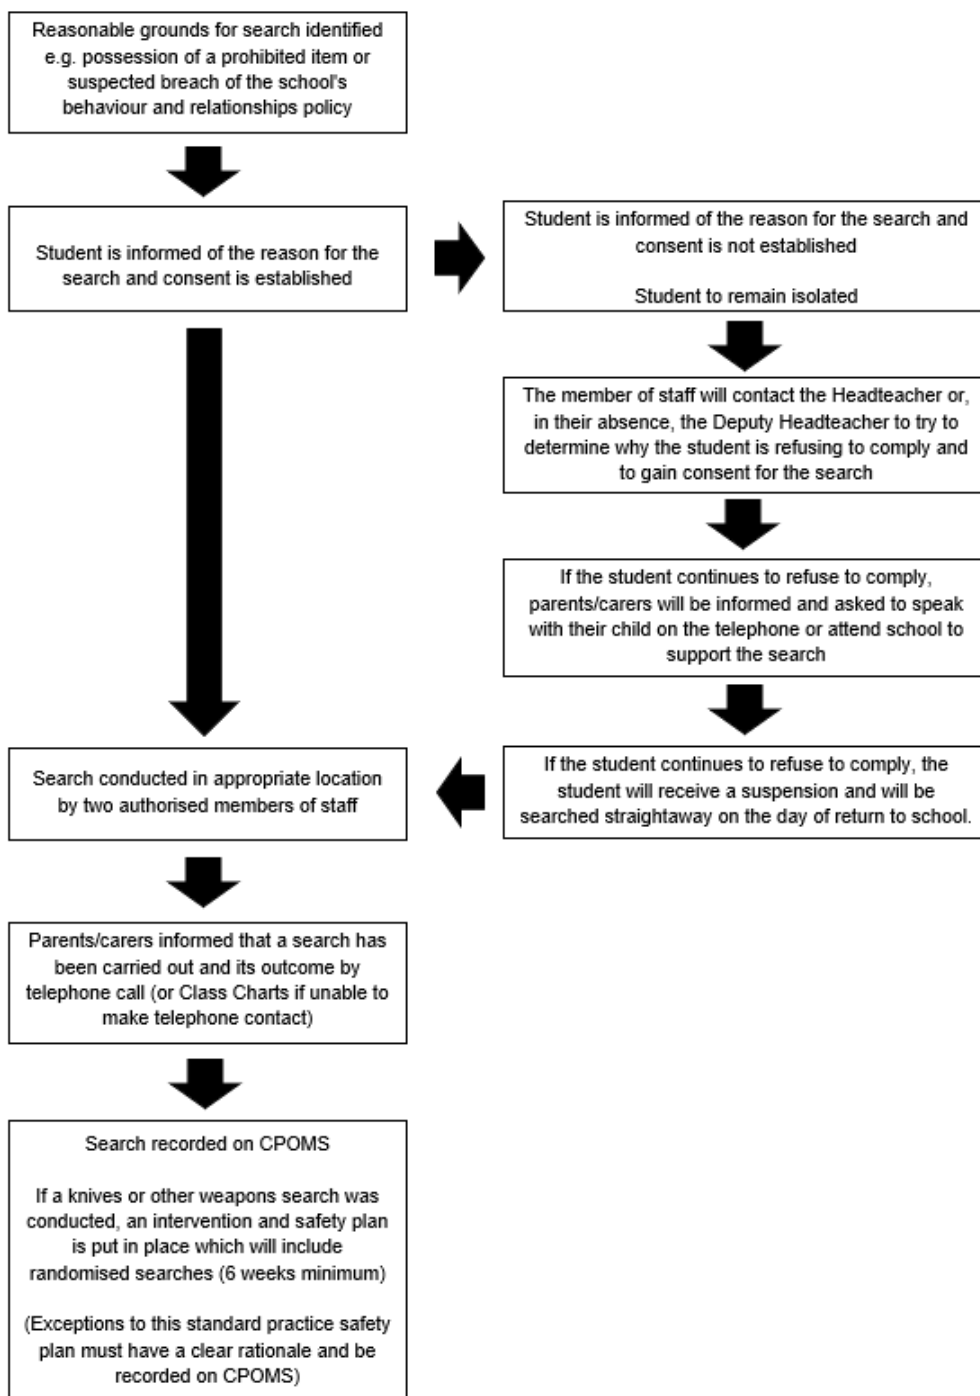 Reasonable grounds for search identified
e.g. possession of a prohibited item or
suspected breach of the school's
behaviour and relationships policy
Student is informed of the reason for the
search and consent is established
Student is informed of the reason for the search and
consent is not established
Student to remain isolated
The member of staff will contact the Headteacher or,
in their absence, the Deputy Headteacher to try to
determine why the student is refusing to comply and
to gain consent for the search
If the student continues to refuse to comply,
parents/carers will be informed and asked to speak
with their child on the telephone or attend school to
support the search
If the student continues to refuse to comply, the
student will receive a suspension and will be
searched straightaway on the day of return to school.
Search conducted in appropriate location
by two authorised members of staff
Parents/carers informed that a search has
been carried out and its outcome by
telephone call (or Class Charts if unable to
make telephone contact)
Search recorded on CPOMS
If a knives or other weapons search was
conducted, an intervention and safety plan
is put in place which will include
randomised searches (6 weeks minimum)
(Exceptions to this standard practice safety
plan must have a clear rationale and be
recorded on CPOMS)